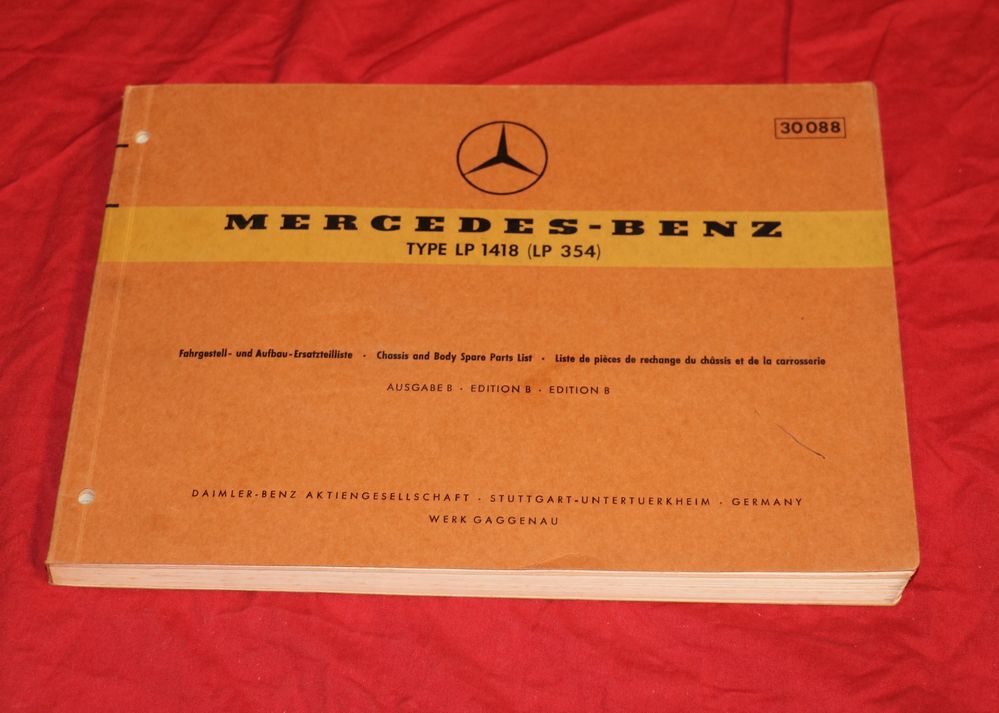 30 088
MERCEDES-BENZ
TYPE LP 1418 (LP 354)
Fahrgestell- und Aufbau-Ersatzteilliste · Chassis and Body Spare Parts List · Liste de pièces de rechange du châssis et de la carrosserie
AUSGABE B · EDITION B · EDITION B
DAIMLER-BENZ AKTIENGESELLSCHAFT · STUTTGART-UNTERTUERKHEIM · GERMANY
WERK GAGGENAU